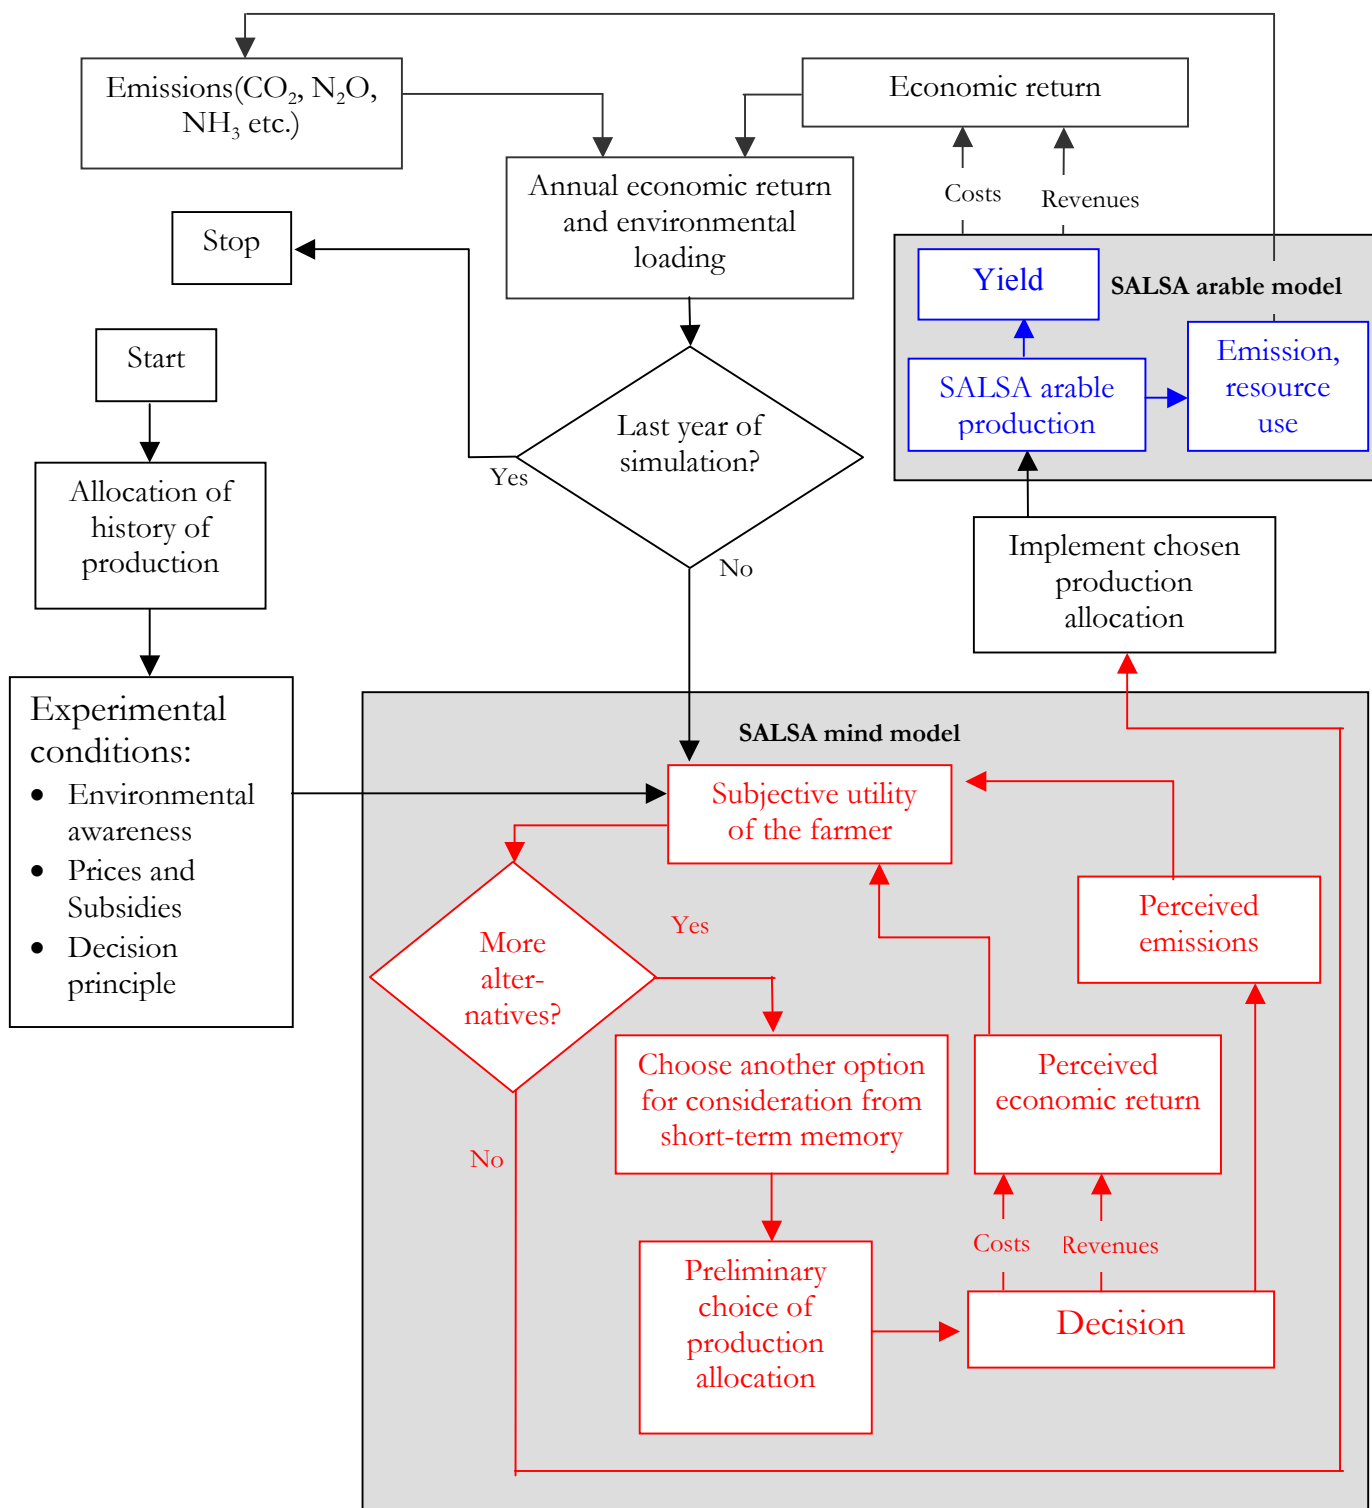 Emissions(CO₂, N₂O,
NH₃ etc.)
Economic return
Annual economic return
and environmental
loading
Costs
Revenues
Stop
Yield
SALSA arable model
Start
SALSA arable
production
Emission,
resource
use
Last year of
simulation?
Yes
No
Allocation of
history of
production
Implement chosen
production
allocation
Experimental
conditions:
• Environmental
awareness
• Prices and
Subsidies
• Decision
principle
SALSA mind model
Subjective utility
of the farmer
More
alter-
natives?
Yes
No
Perceived
emissions
Choose another option
for consideration from
short-term memory
Perceived
economic return
Costs
Revenues
Preliminary
choice of
production
allocation
Decision